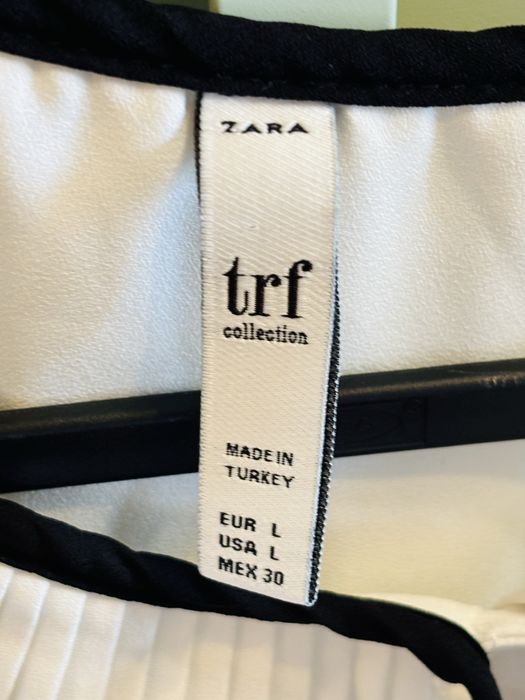 ZARA
trf
collection
MADE IN
TURKEY
EUR L
USA L
MEX 30